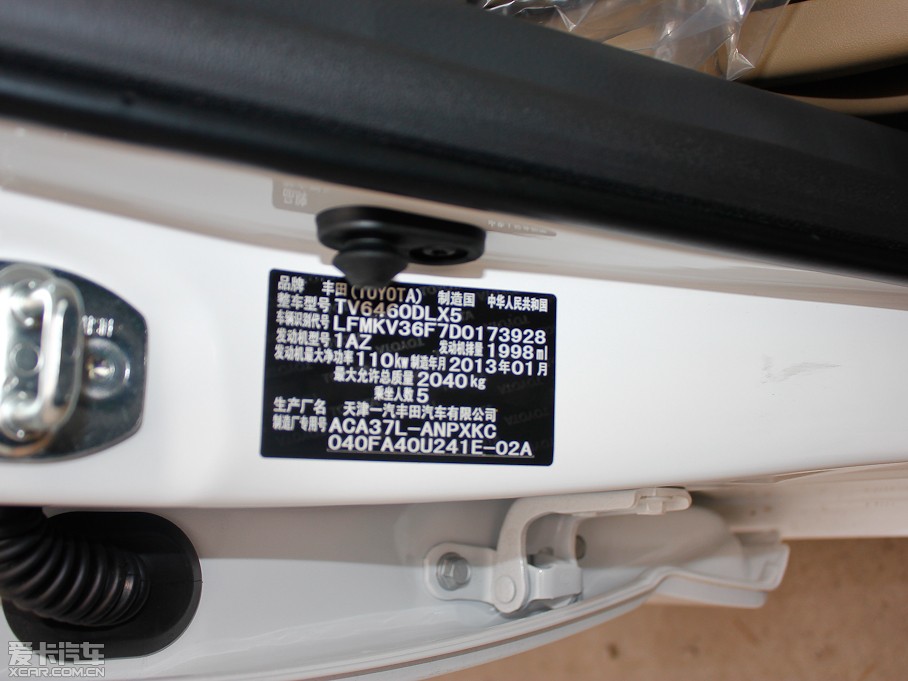 品牌 丰田(TOYOTA) 制造国 中华人民共和国
整车型号 TV6460DLX5
车辆识别代号 LFMKV36F7D0173928
发动机型号 1AZ 发动机排量 1998ml
发动机最大净功率 110kw 制造年月 2013年01月
最大允许总质量 2040kg
乘坐人数 5
生产厂名 天津一汽丰田汽车有限公司
制造厂专用号 ACA37L-ANPXKC
040FA40U241E-02A
爱卡汽车
XCAR.COM.CN